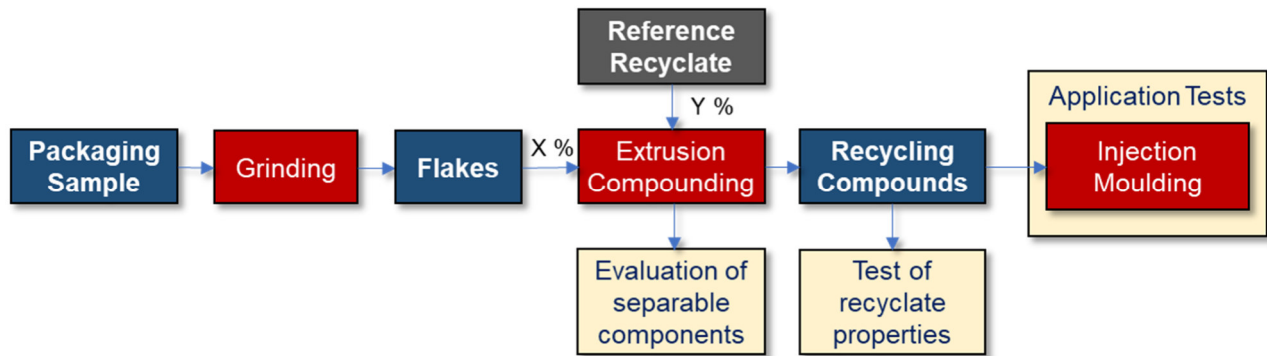 Reference
Recyclate
Y %
Application Tests
Packaging
Sample
Grinding
Flakes
X %
Extrusion
Compounding
Recycling
Compounds
Injection
Moulding
Evaluation of
separable
components
Test of
recyclate
properties